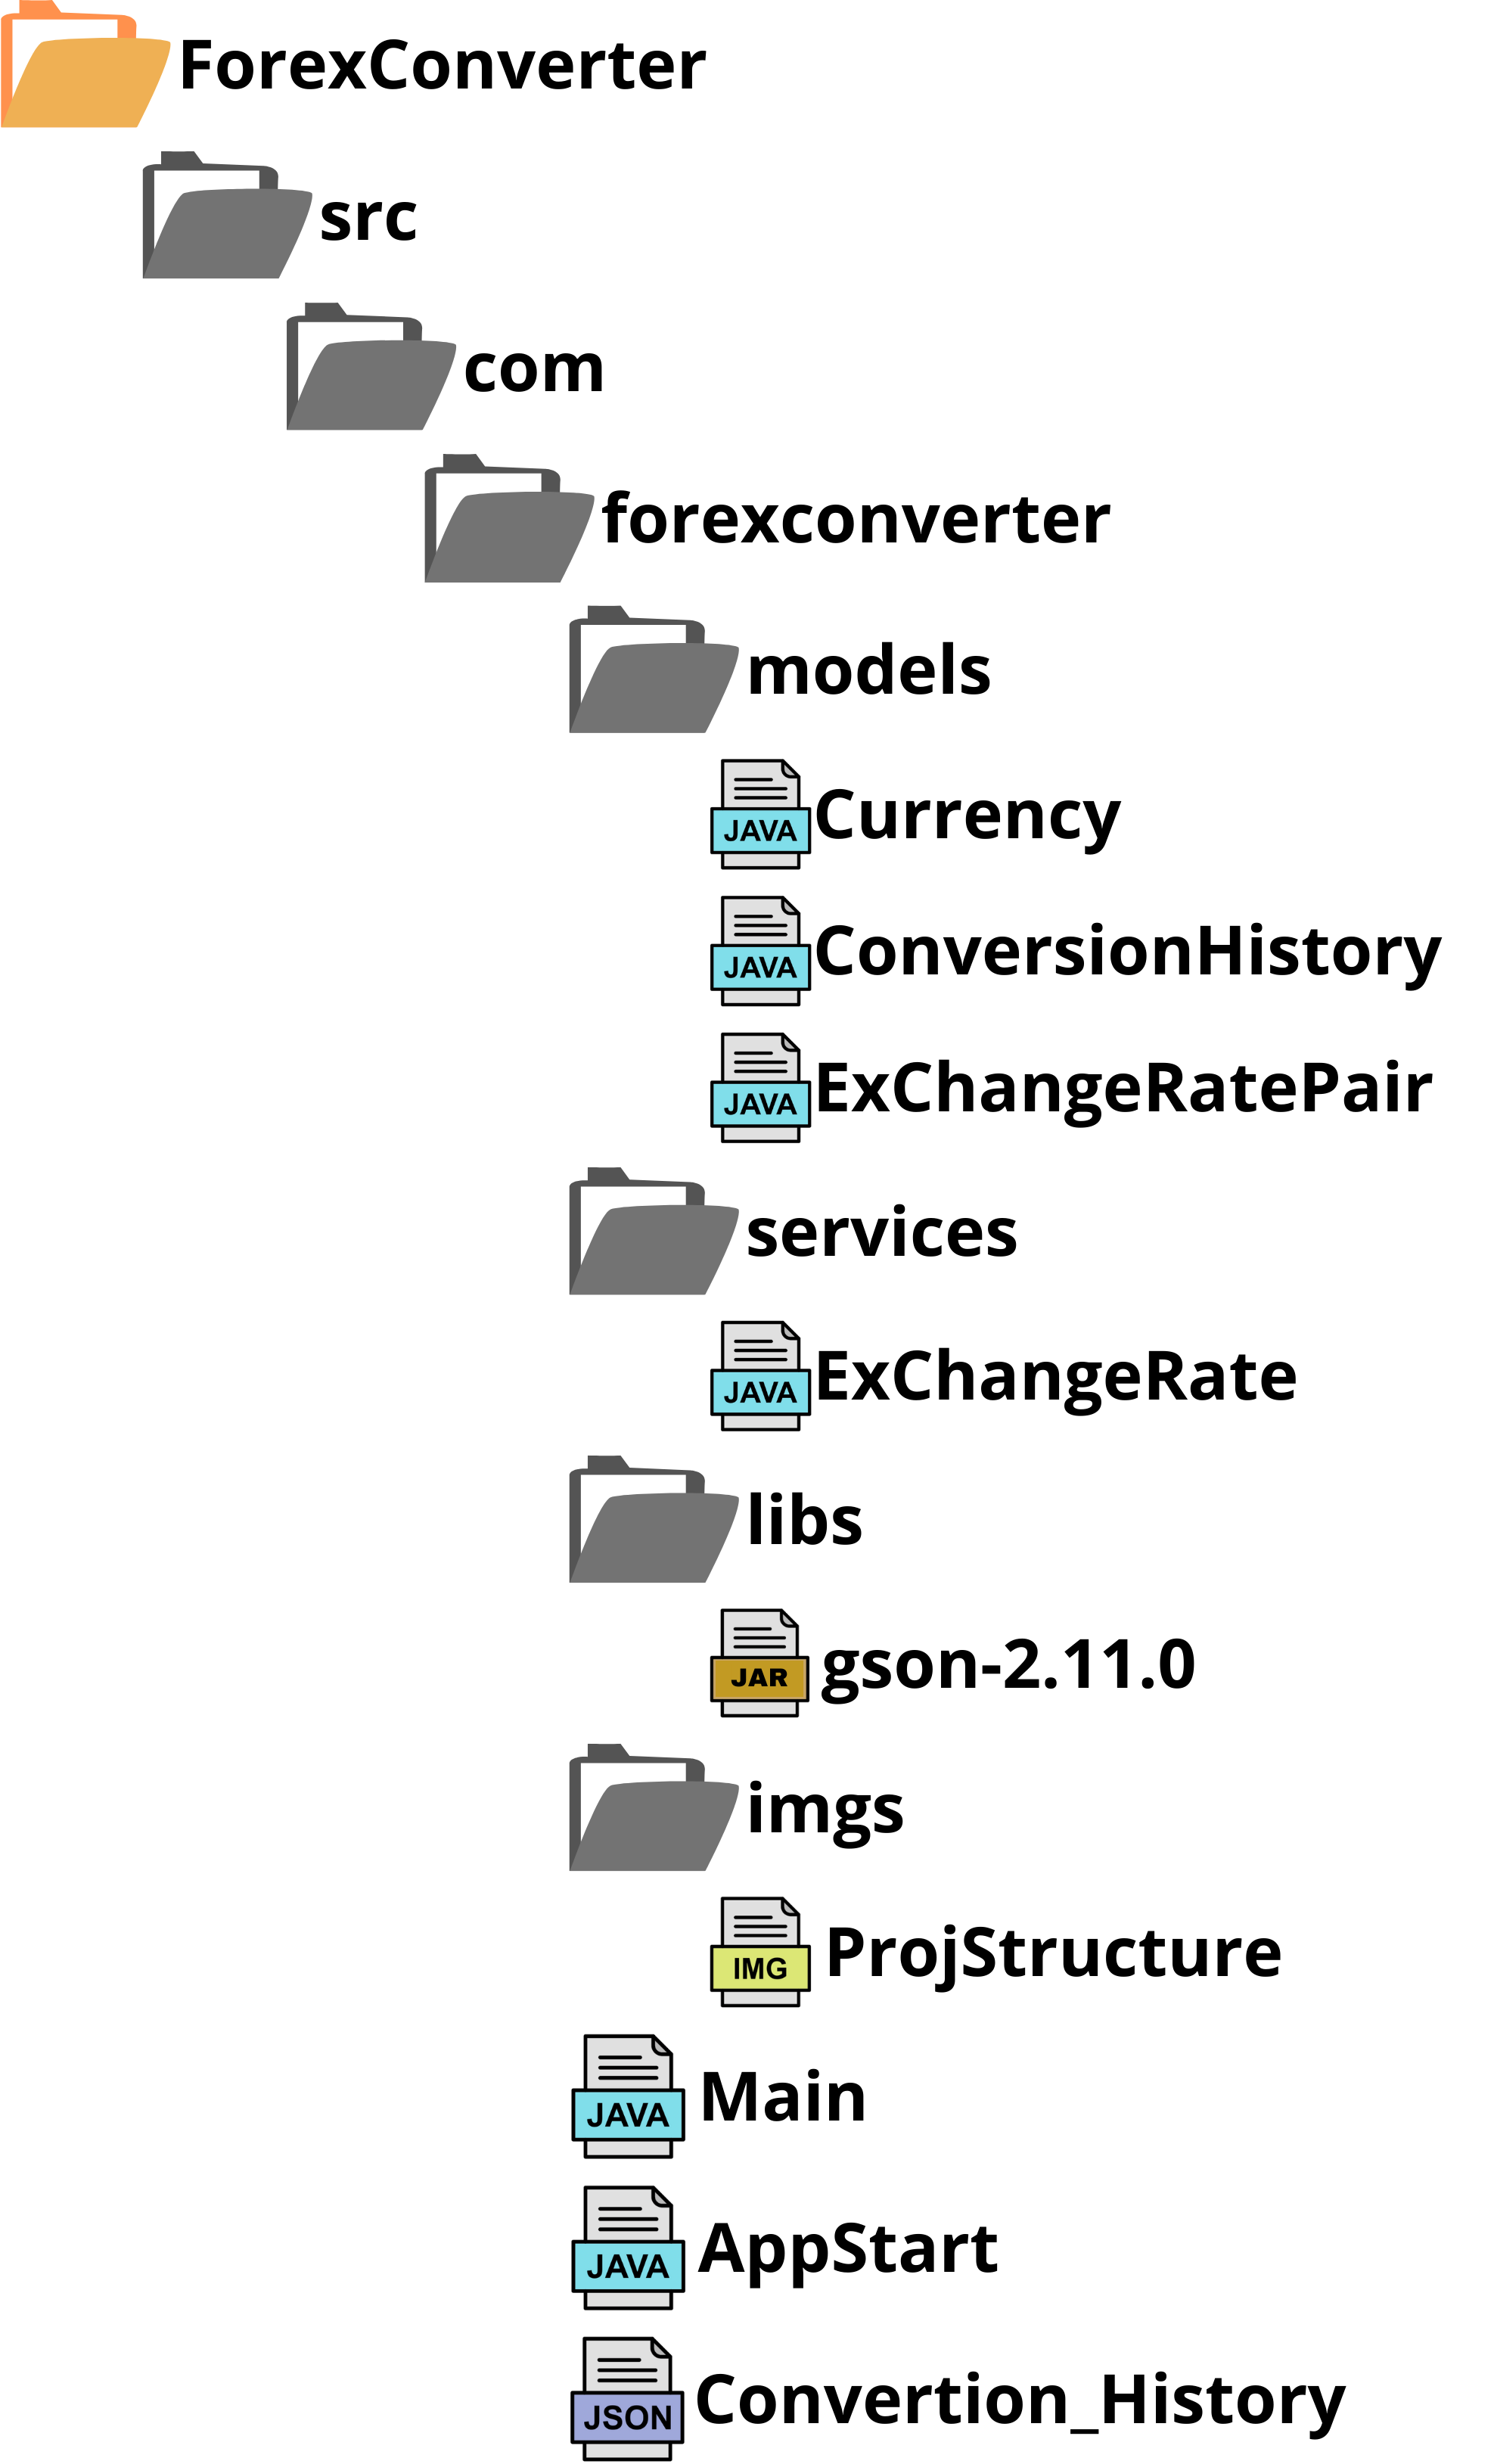 ForexConverter
src
com
forexconverter
models
JAVA Currency
JAVA ConversionHistory
JAVA ExChangeRatePair
services
JAVA ExChangeRate
libs
JAR gson-2.11.0
imgs
IMG ProjStructure
JAVA Main
JAVA AppStart
JSON Convertion_History